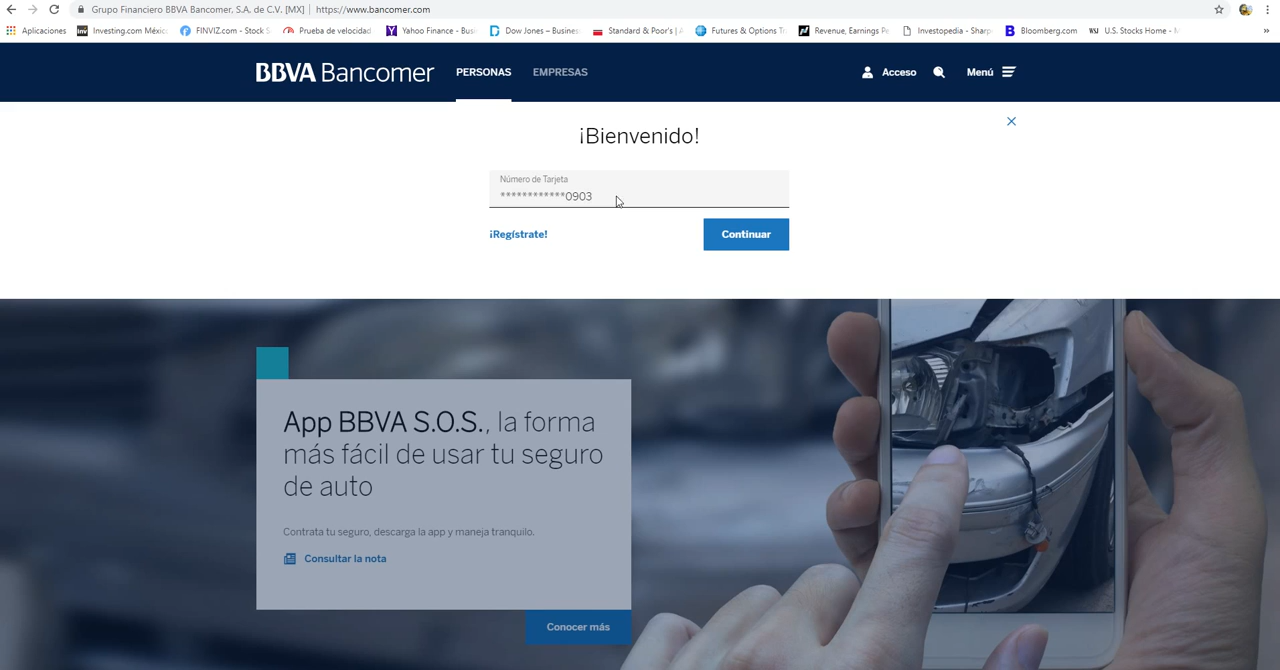 Grupo Financiero BBVA Bancomer, S.A. de C.V. [MX] | https://www.bancomer.com
Aplicaciones Investing.com Méxic FINVIZ.com - Stock S Prueba de velocidad Yahoo Finance - Busi Dow Jones – Busines Standard & Poor's | A Futures & Options Tr Revenue, Earnings Pe Investopedia - Sharp Bloomberg.com WSJ U.S. Stocks Home - M »
BBVA Bancomer PERSONAS EMPRESAS Acceso Menú
¡Bienvenido!
Número de Tarjeta
************0903
¡Regístrate! Continuar
App BBVA S.O.S., la forma
más fácil de usar tu seguro
de auto
Contrata tu seguro, descarga la app y maneja tranquilo.
Consultar la nota
Conocer más